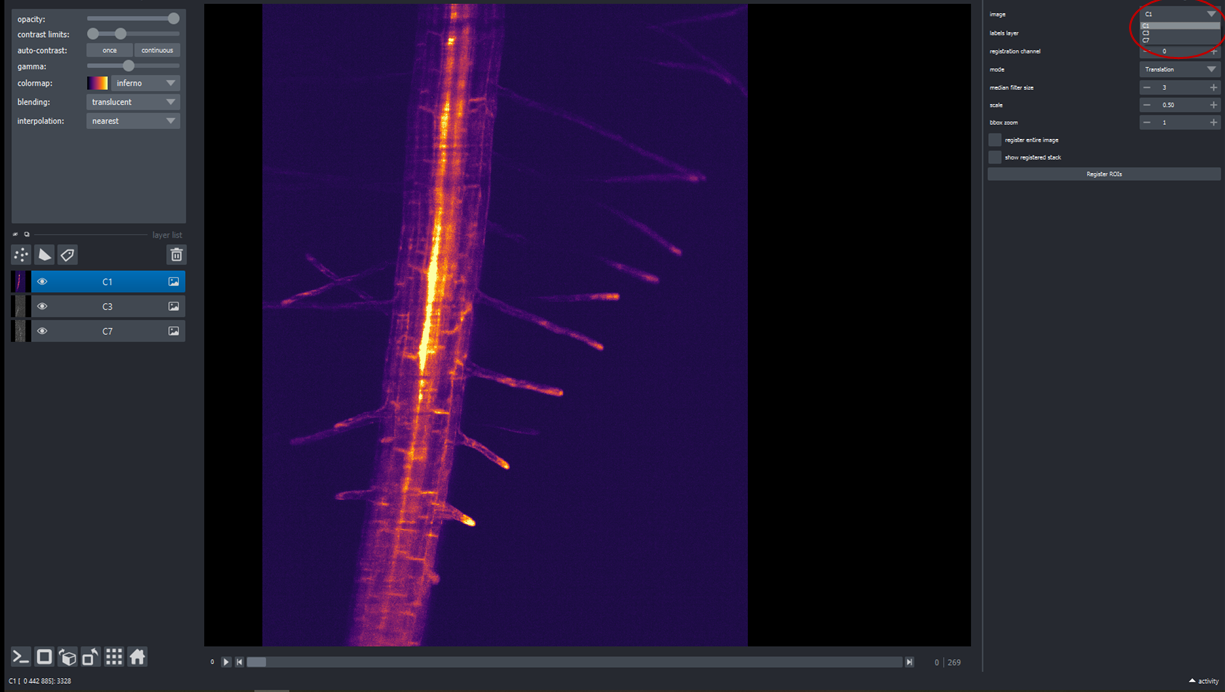 opacity:
contrast limits:
auto-contrast: once continuous
gamma:
colormap: inferno
blending: translucent
interpolation: nearest
layer list
C1
C3
C7
0 0 | 269
C1 [ 0 442 885]: 3328
image C1
C1
C3
C7
labels layer
registration channel 0
mode Translation
median filter size 3
scale 0.50
bbox zoom 1
register entire image
show registered stack
Register ROIs
activity